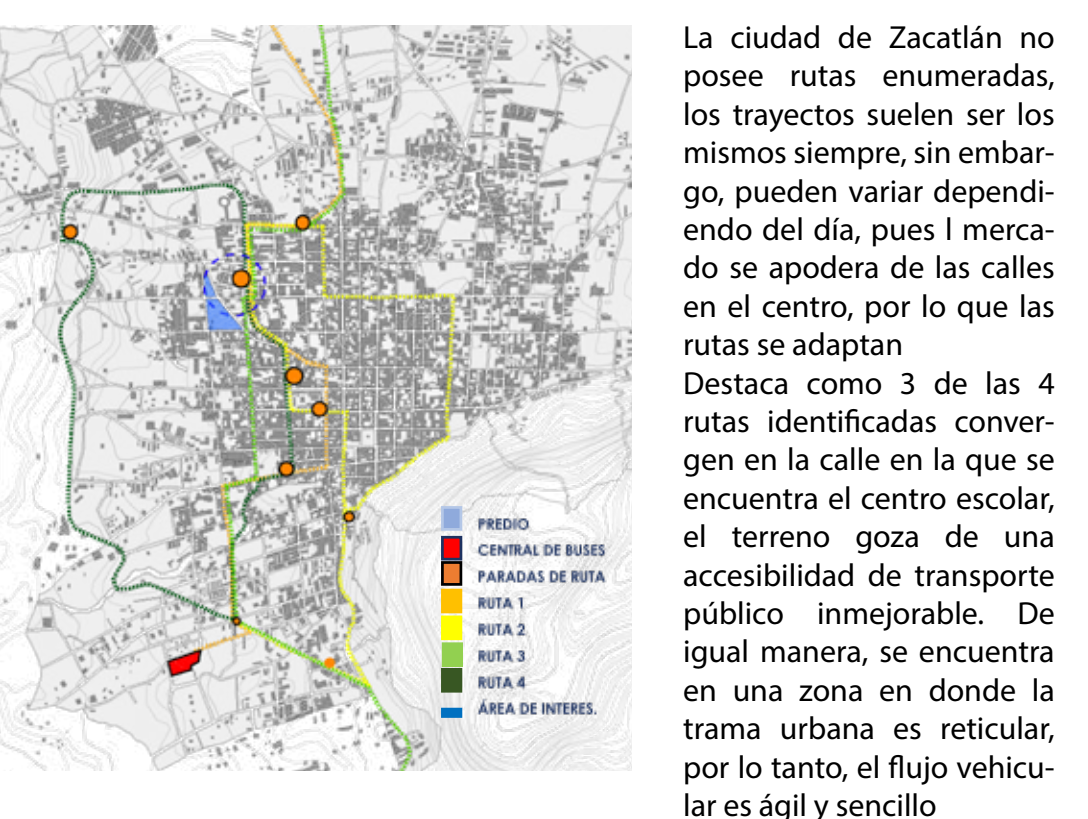 La ciudad de Zacatlán no
posee rutas enumeradas,
los trayectos suelen ser los
mismos siempre, sin embar-
go, pueden variar dependi-
endo del día, pues l merca-
do se apodera de las calles
en el centro, por lo que las
rutas se adaptan
Destaca como 3 de las 4
rutas identificadas conver-
gen en la calle en la que se
encuentra el centro escolar,
el terreno goza de una
accesibilidad de transporte
público inmejorable. De
igual manera, se encuentra
en una zona en donde la
trama urbana es reticular,
por lo tanto, el flujo vehicu-
lar es ágil y sencillo
PREDIO
CENTRAL DE BUSES
PARADAS DE RUTA
RUTA 1
RUTA 2
RUTA 3
RUTA 4
ÁREA DE INTERES.